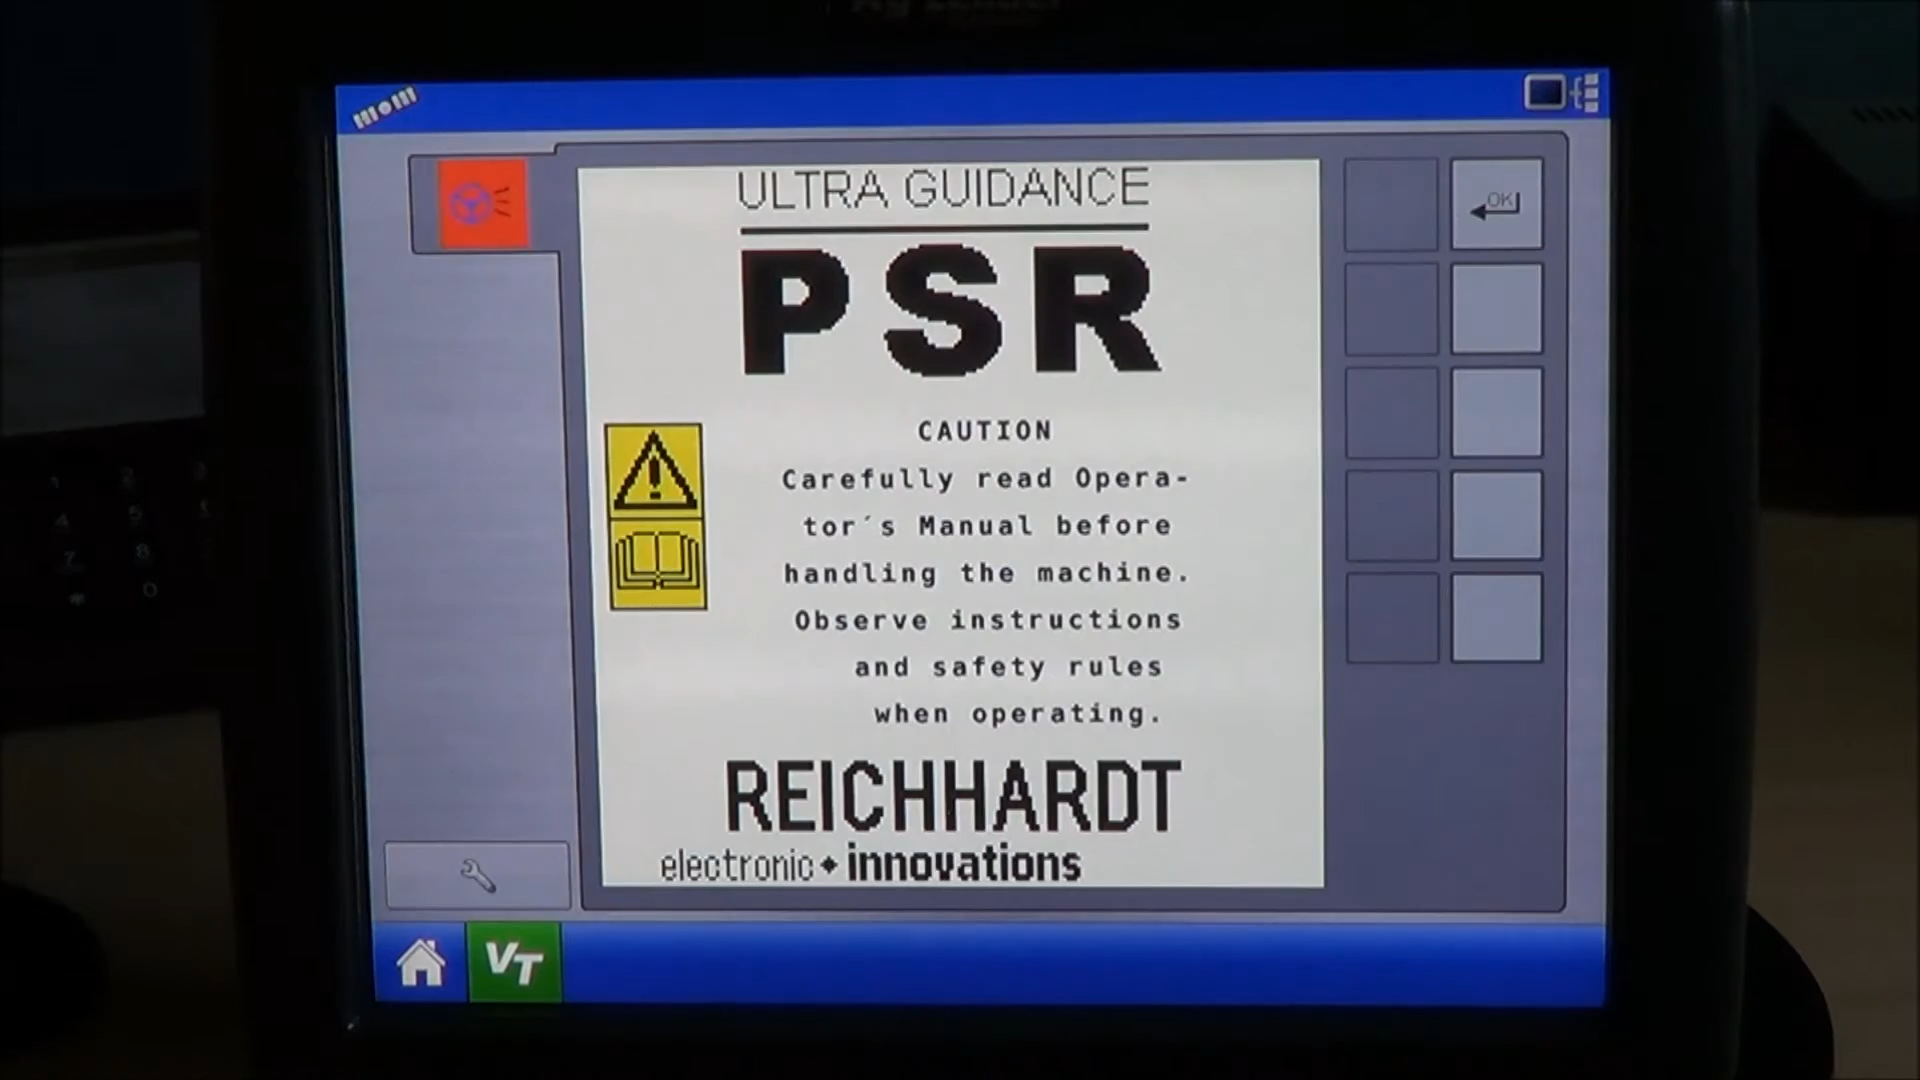 ULTRA GUIDANCE
PSR
OK
CAUTION
Carefully read Opera-
tor´s Manual before
handling the machine.
Observe instructions
and safety rules
when operating.
REICHHARDT
electronic innovations
VT